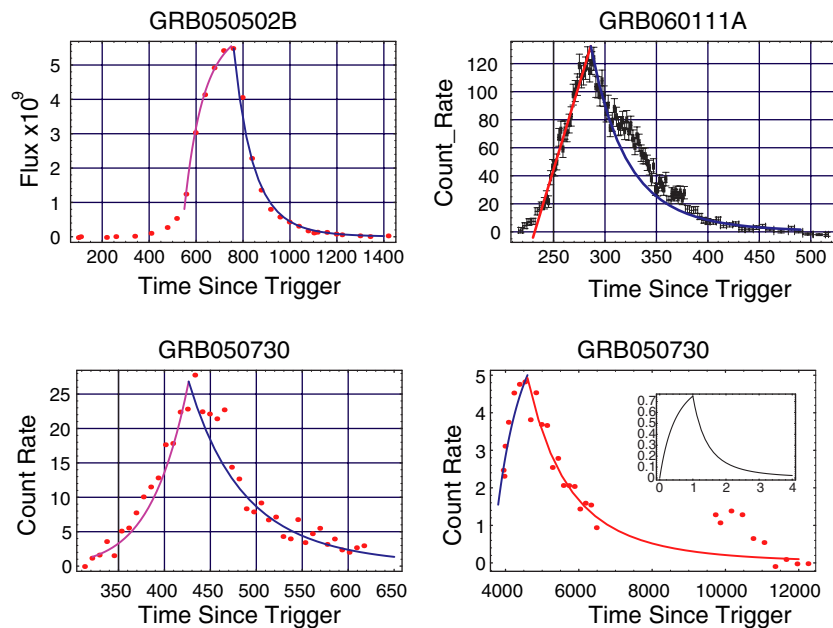 GRB050502B
Flux x10^9
5
4
3
2
1
0
200 400 600 800 1000 1200 1400
Time Since Trigger
GRB060111A
Count_Rate
120
100
80
60
40
20
0
250 300 350 400 450 500
Time Since Trigger
GRB050730
Count Rate
25
20
15
10
5
0
350 400 450 500 550 600 650
Time Since Trigger
GRB050730
Count Rate
5
4
3
2
1
0
4000 6000 8000 10000 12000
Time Since Trigger
0.7
0.6
0.5
0.4
0.3
0.2
0.1
0
0 1 2 3 4